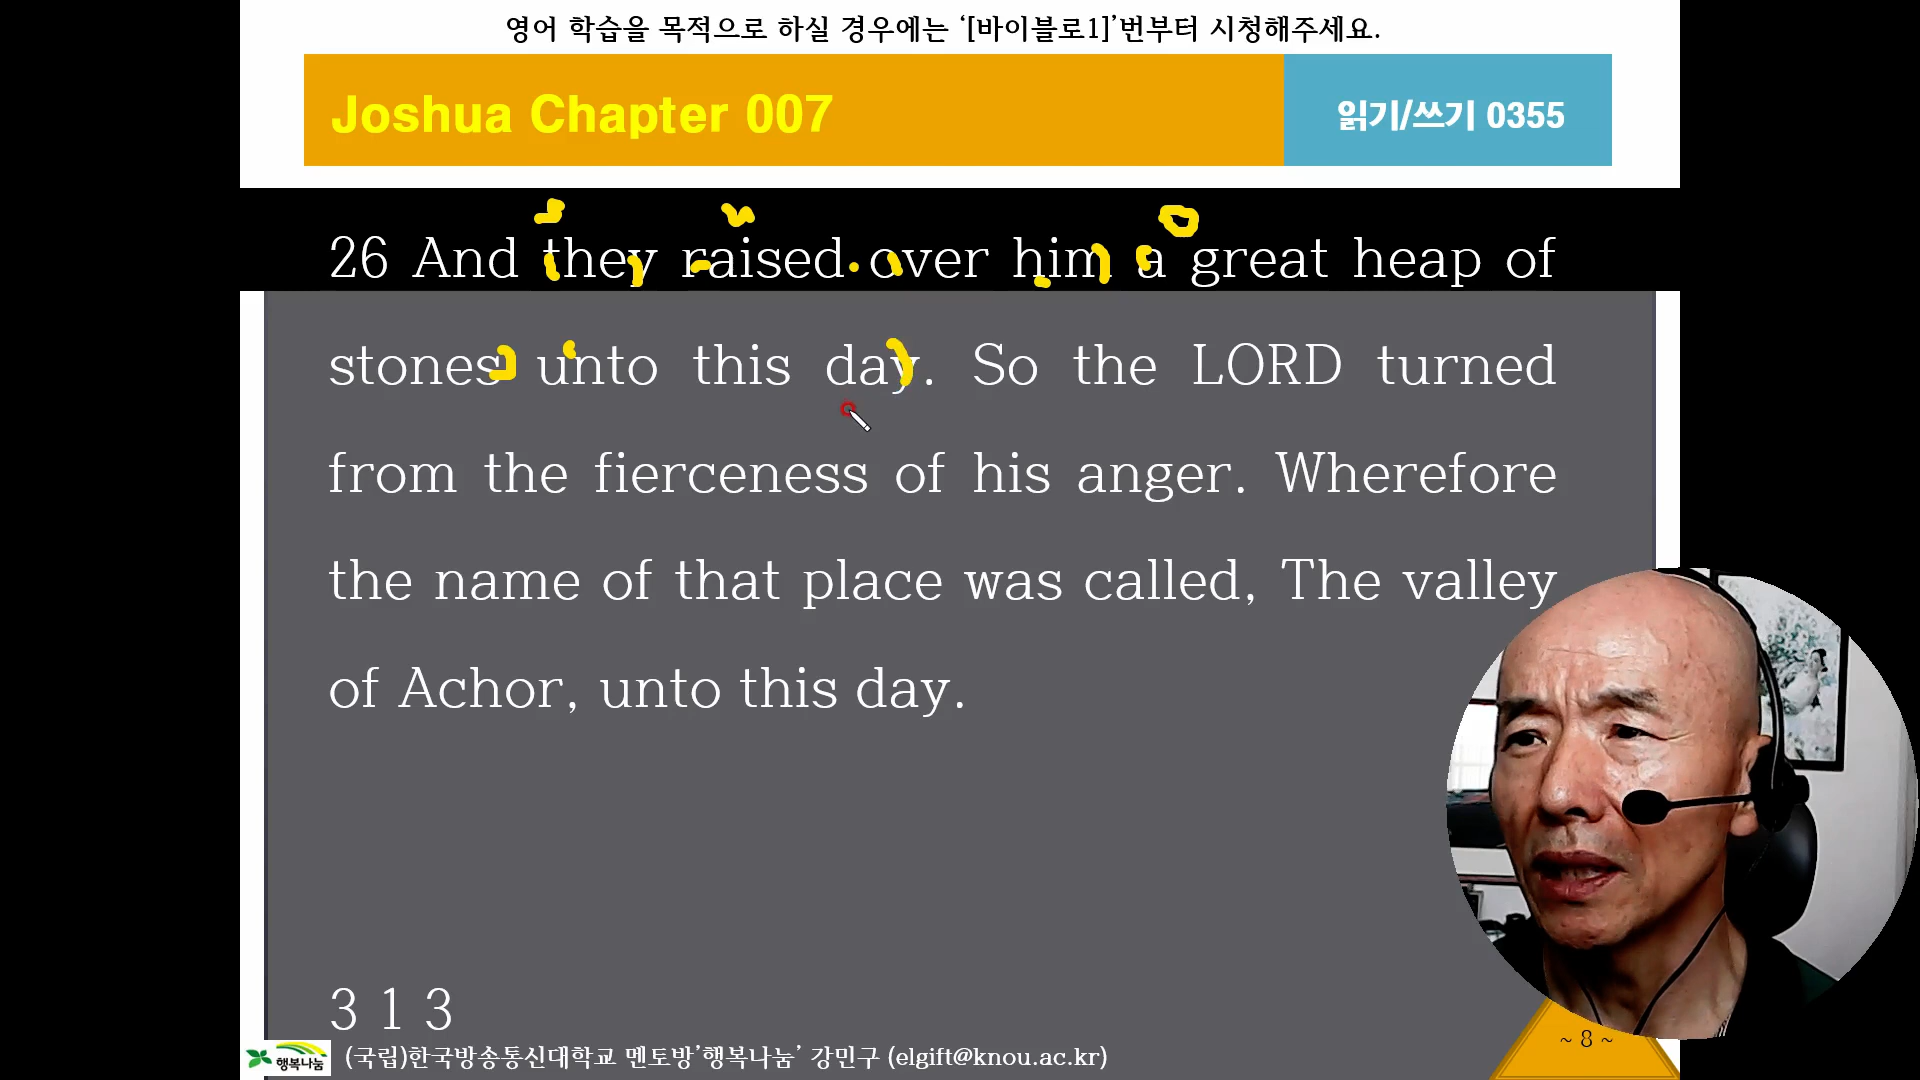 영어 학습을 목적으로 하실 경우에는 ‘[바이블로1]’번부터 시청해주세요.
Joshua Chapter 007
읽기/쓰기 0355
26 And they raised over him a great heap of
stones unto this day. So the LORD turned
from the fierceness of his anger. Wherefore
the name of that place was called, The valley
of Achor, unto this day.
3 1 3
행복나눔
(국립)한국방송통신대학교 멘토방’행복나눔’ 강민구 (elgift@knou.ac.kr)
~ 8 ~